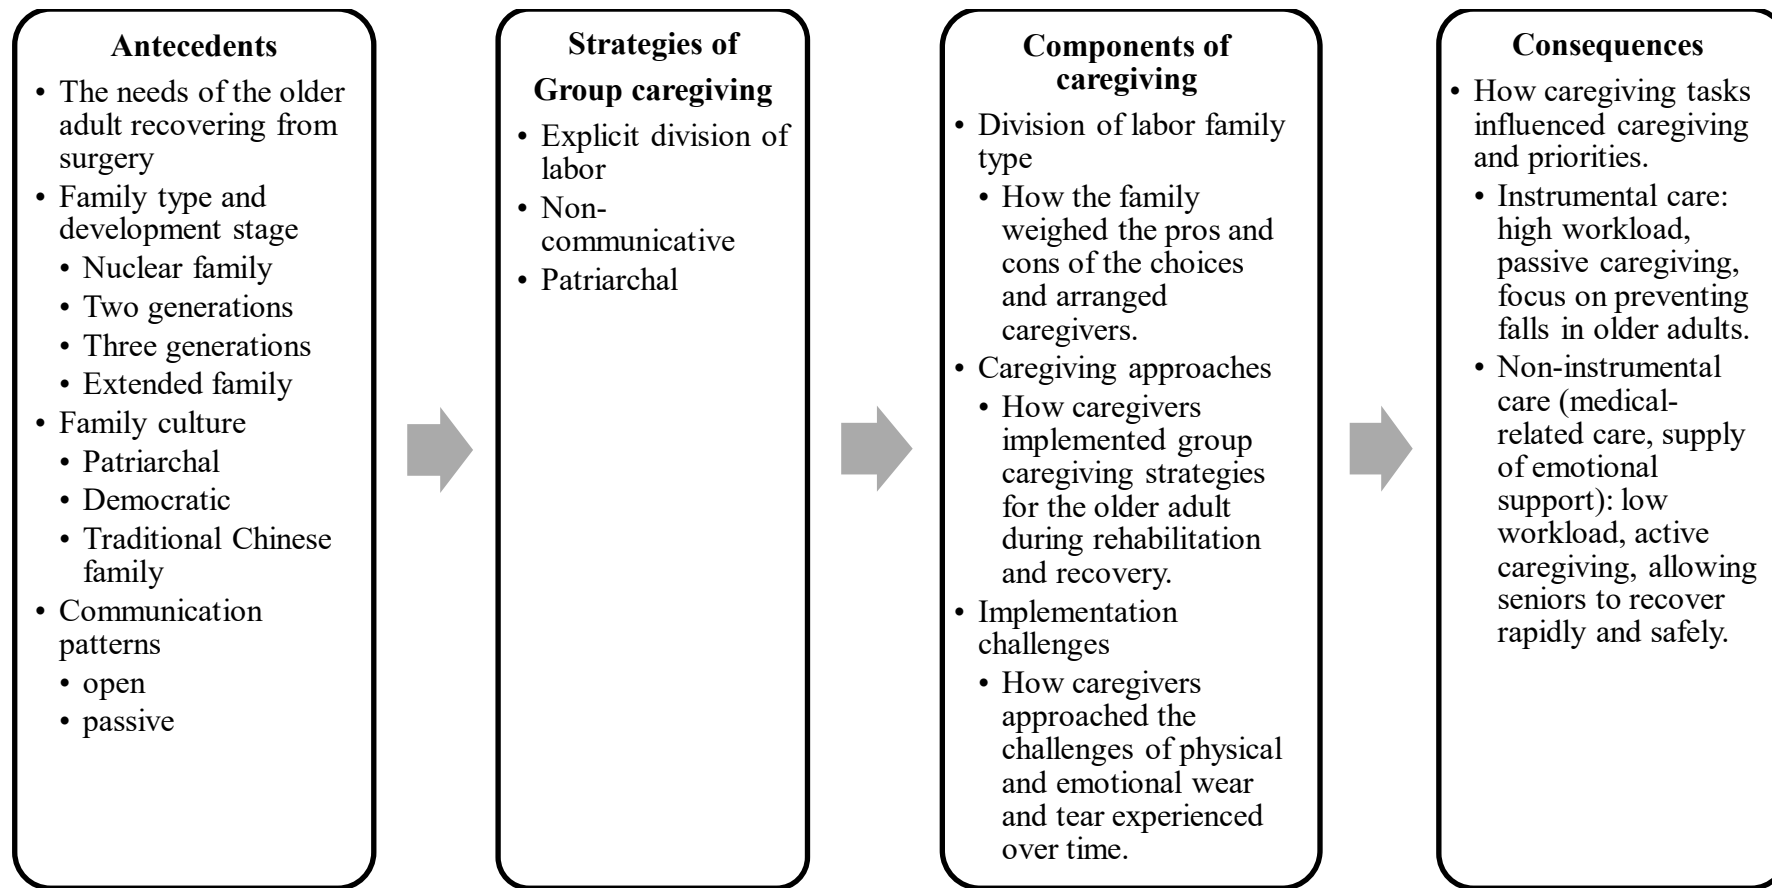 Antecedents
• The needs of the older
adult recovering from
surgery
• Family type and
development stage
• Nuclear family
• Two generations
• Three generations
• Extended family
• Family culture
• Patriarchal
• Democratic
• Traditional Chinese
family
• Communication
patterns
• open
• passive
Strategies of
Group caregiving
• Explicit division of
labor
• Non-
communicative
• Patriarchal
Components of
caregiving
• Division of labor family
type
• How the family
weighed the pros and
cons of the choices
and arranged
caregivers.
• Caregiving approaches
• How caregivers
implemented group
caregiving strategies
for the older adult
during rehabilitation
and recovery.
• Implementation
challenges
• How caregivers
approached the
challenges of physical
and emotional wear
and tear experienced
over time.
Consequences
• How caregiving tasks
influenced caregiving
and priorities.
• Instrumental care:
high workload,
passive caregiving,
focus on preventing
falls in older adults.
• Non-instrumental
care (medical-
related care, supply
of emotional
support): low
workload, active
caregiving, allowing
seniors to recover
rapidly and safely.